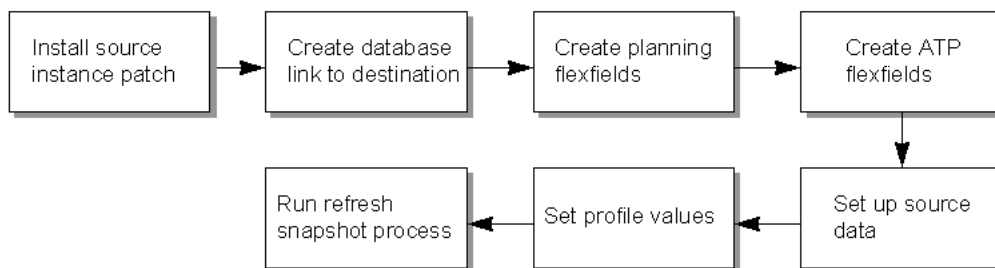 Install source
instance patch
Create database
link to destination
Create planning
flexfields
Create ATP
flexfields
Set up source
data
Set profile values
Run refresh
snapshot process